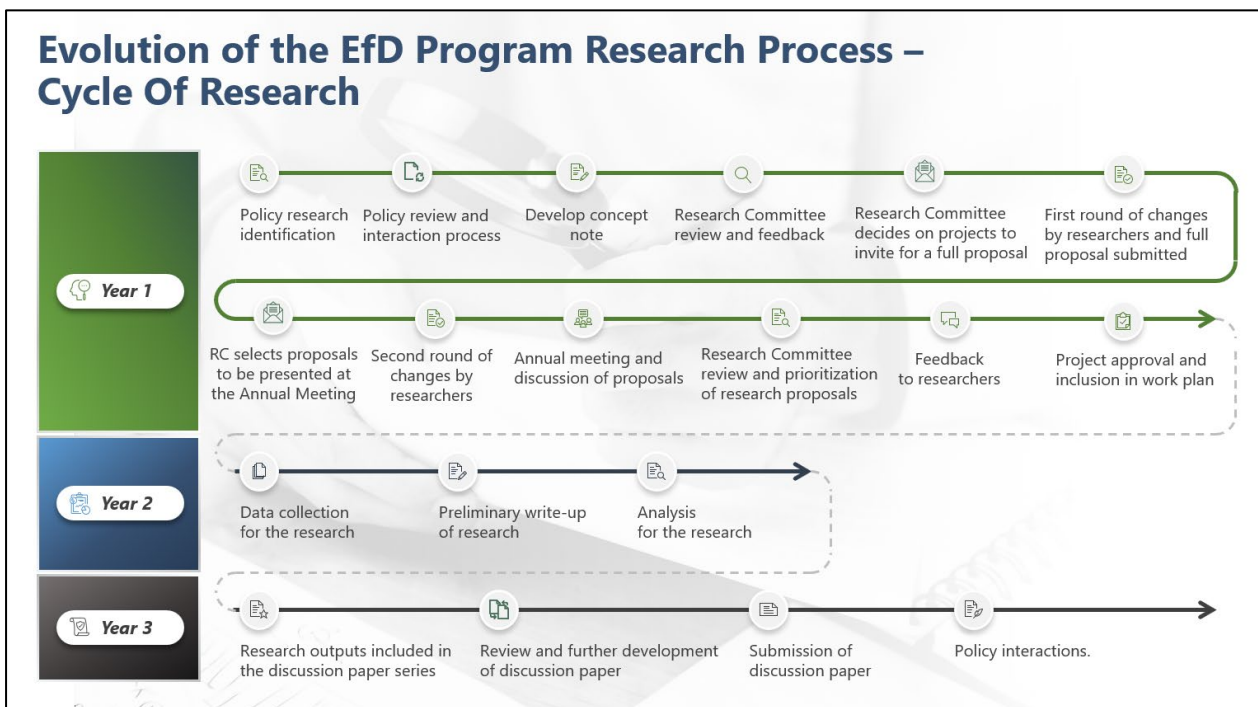 Evolution of the EfD Program Research Process –
Cycle Of Research
Year 1
Policy research
identification
Policy review and
interaction process
Develop concept
note
Research Committee
review and feedback
Research Committee
decides on projects to
invite for a full proposal
First round of changes
by researchers and full
proposal submitted
RC selects proposals
to be presented at
the Annual Meeting
Second round of
changes by
researchers
Annual meeting and
discussion of proposals
Research Committee
review and prioritization
of research proposals
Feedback
to researchers
Project approval and
inclusion in work plan
Year 2
Data collection
for the research
Preliminary write-up
of research
Analysis
for the research
Year 3
Research outputs included in
the discussion paper series
Review and further development
of discussion paper
Submission of
discussion paper
Policy interactions.